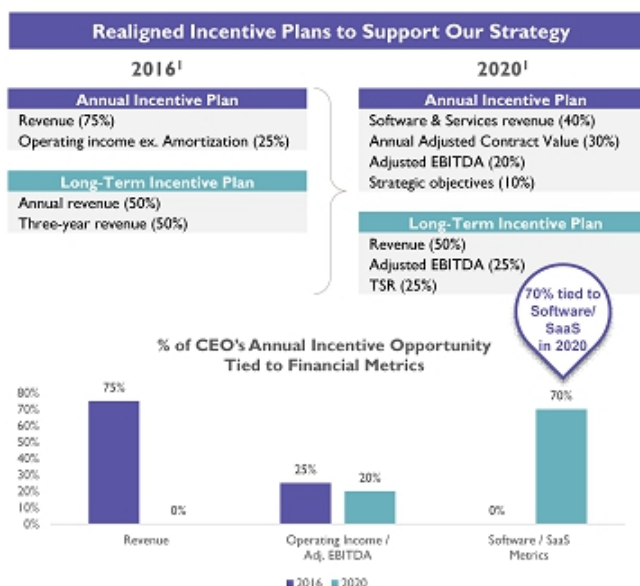 Realigned Incentive Plans to Support Our Strategy
2016¹
Annual Incentive Plan
Revenue (75%)
Operating income ex. Amortization (25%)
Long-Term Incentive Plan
Annual revenue (50%)
Three-year revenue (50%)
2020¹
Annual Incentive Plan
Software & Services revenue (40%)
Annual Adjusted Contract Value (30%)
Adjusted EBITDA (20%)
Strategic objectives (10%)
Long-Term Incentive Plan
Revenue (50%)
Adjusted EBITDA (25%)
TSR (25%)
70% tied to
Software/
SaaS
in 2020
% of CEO's Annual Incentive Opportunity
Tied to Financial Metrics
80%
70%
60%
50%
40%
30%
20%
10%
0%
75%
0%
25%
20%
0%
70%
Revenue
Operating Income /
Adj. EBITDA
Software / SaaS
Metrics
2016
2020